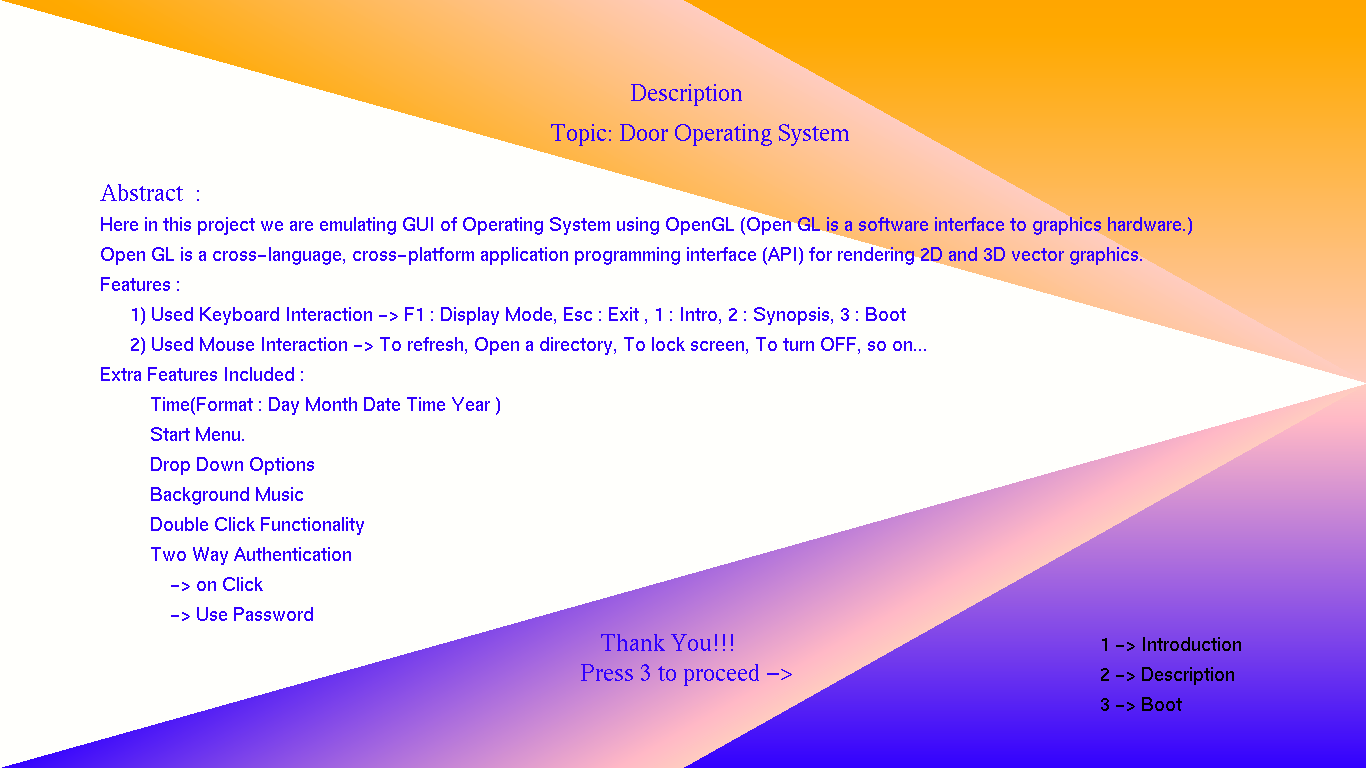 Description
Topic: Door Operating System
Abstract :
Here in this project we are emulating GUI of Operating System using OpenGL (Open GL is a software interface to graphics hardware.)
Open GL is a cross-language, cross-platform application programming interface (API) for rendering 2D and 3D vector graphics.
Features :
1) Used Keyboard Interaction -> F1 : Display Mode, Esc : Exit , 1 : Intro, 2 : Synopsis, 3 : Boot
2) Used Mouse Interaction -> To refresh, Open a directory, To lock screen, To turn OFF, so on...
Extra Features Included :
Time(Format : Day Month Date Time Year )
Start Menu.
Drop Down Options
Background Music
Double Click Functionality
Two Way Authentication
-> on Click
-> Use Password
Thank You!!!
Press 3 to proceed ->
1 -> Introduction
2 -> Description
3 -> Boot